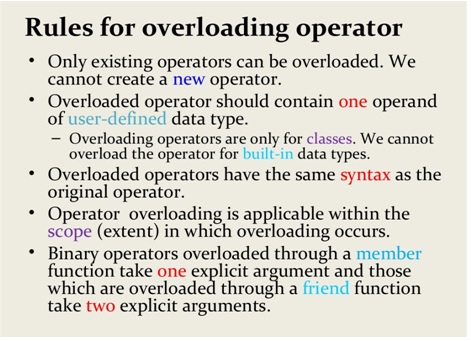 Rules for overloading operator
• Only existing operators can be overloaded. We
cannot create a new operator.
• Overloaded operator should contain one operand
of user-defined data type.
– Overloading operators are only for classes. We cannot
overload the operator for built-in data types.
• Overloaded operators have the same syntax as the
original operator.
• Operator overloading is applicable within the
scope (extent) in which overloading occurs.
• Binary operators overloaded through a member
function take one explicit argument and those
which are overloaded through a friend function
take two explicit arguments.